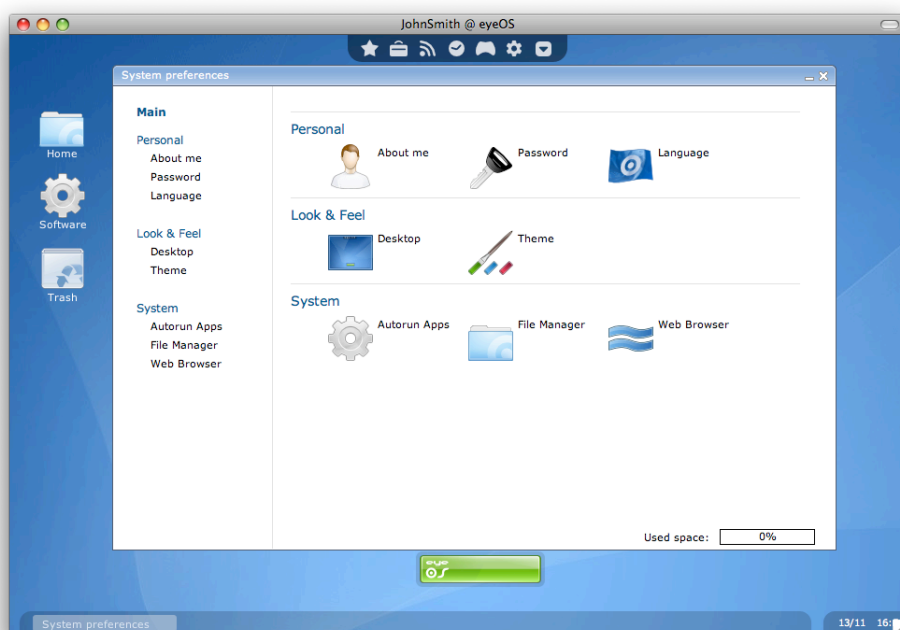 JohnSmith @ eyeOS
System preferences
Home
Software
Trash
Main
Personal
About me
Password
Language
Look & Feel
Desktop
Theme
System
Autorun Apps
File Manager
Web Browser
Personal
About me
Password
Language
Look & Feel
Desktop
Theme
System
Autorun Apps
File Manager
Web Browser
Used space: 0%
eye
os
System preferences
13/11 16: